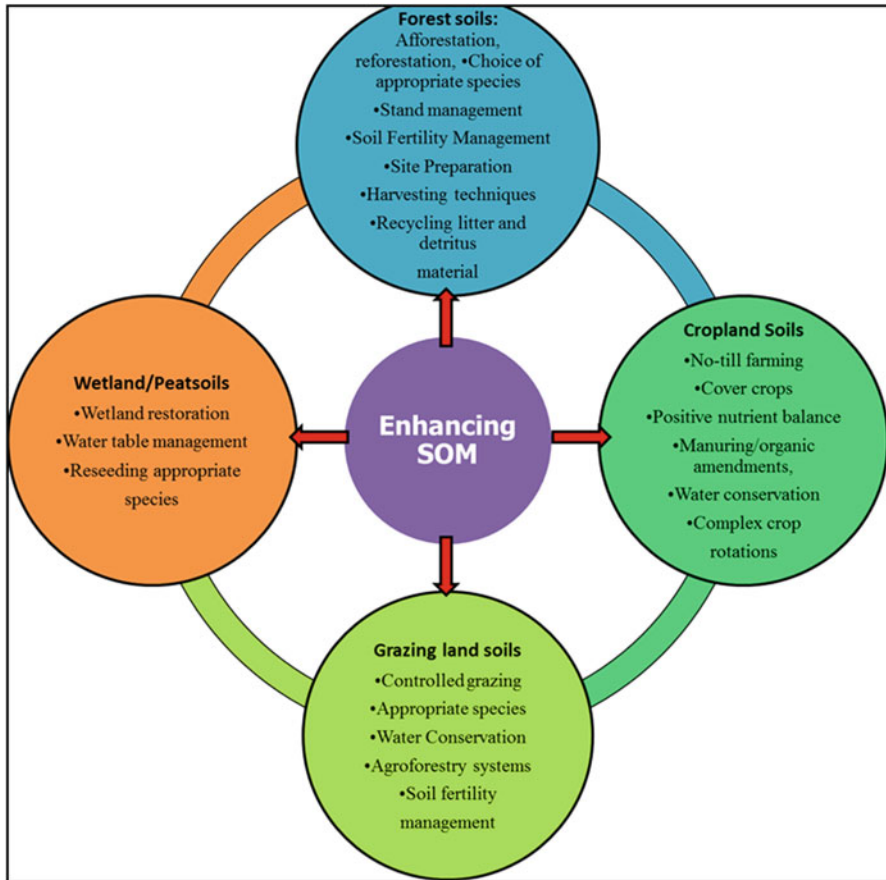 Forest soils:
Afforestation,
reforestation, •Choice of
appropriate species
•Stand management
•Soil Fertility Management
•Site Preparation
•Harvesting techniques
•Recycling litter and
detritus
material
Wetland/Peatsoils
•Wetland restoration
•Water table management
•Reseeding appropriate
species
Enhancing
SOM
Cropland Soils
•No-till farming
•Cover crops
•Positive nutrient balance
•Manuring/organic
amendments,
•Water conservation
•Complex crop
rotations
Grazing land soils
•Controlled grazing
•Appropriate species
•Water Conservation
•Agroforestry systems
•Soil fertility
management